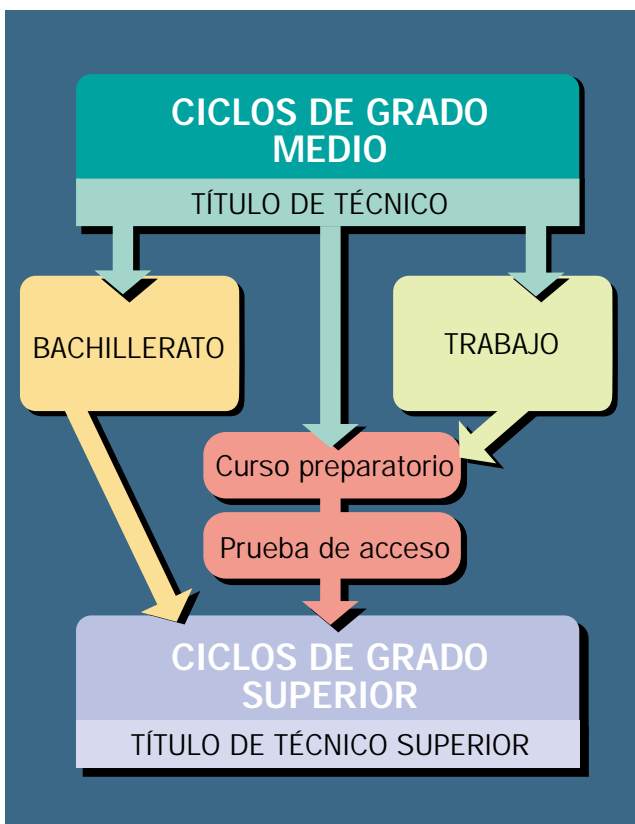 CICLOS DE GRADO
MEDIO
TÍTULO DE TÉCNICO
BACHILLERATO
TRABAJO
Curso preparatorio
Prueba de acceso
CICLOS DE GRADO
SUPERIOR
TÍTULO DE TÉCNICO SUPERIOR